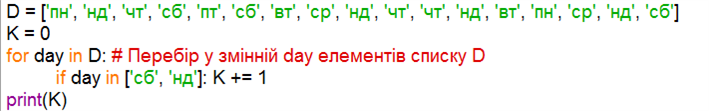 D = ['пн', 'нд', 'чт', 'сб', 'пт', 'сб', 'вт', 'ср', 'нд', 'чт', 'чт', 'нд', 'вт', 'пн', 'ср', 'нд', 'сб']
K = 0
for day in D: # Перебір у змінній day елементів списку D
if day in ['сб', 'нд']: K += 1
print(K)